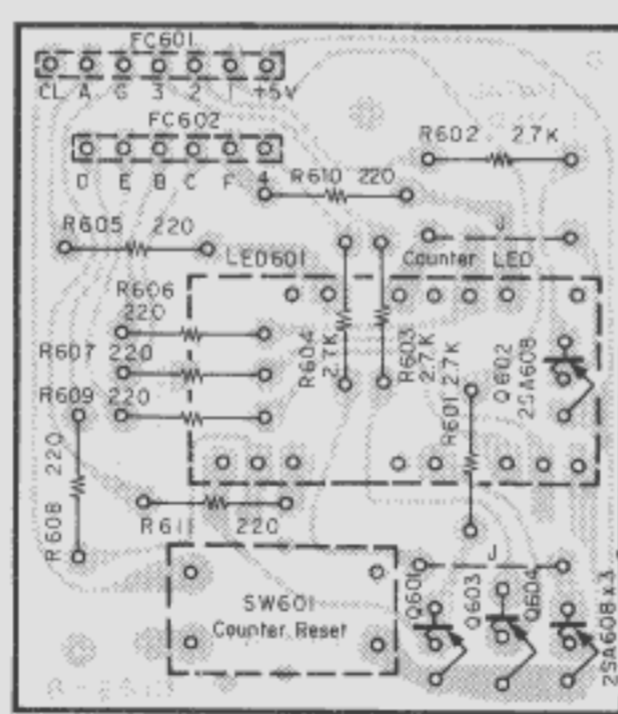 FC601
CL A G 3 2 1 +5V
FC602
D E B C F 4
R602 2.7K
R610 220
R605 220
J
LED601
Counter LED
R606
220
R607 220
R609 220
R604
2.7K
R603
2.7K
R601 2.7K
Q602
2SA608
220
R608
R611 220
SW601
Counter Reset
J
Q601
Q603
Q604
2SA608 x 3